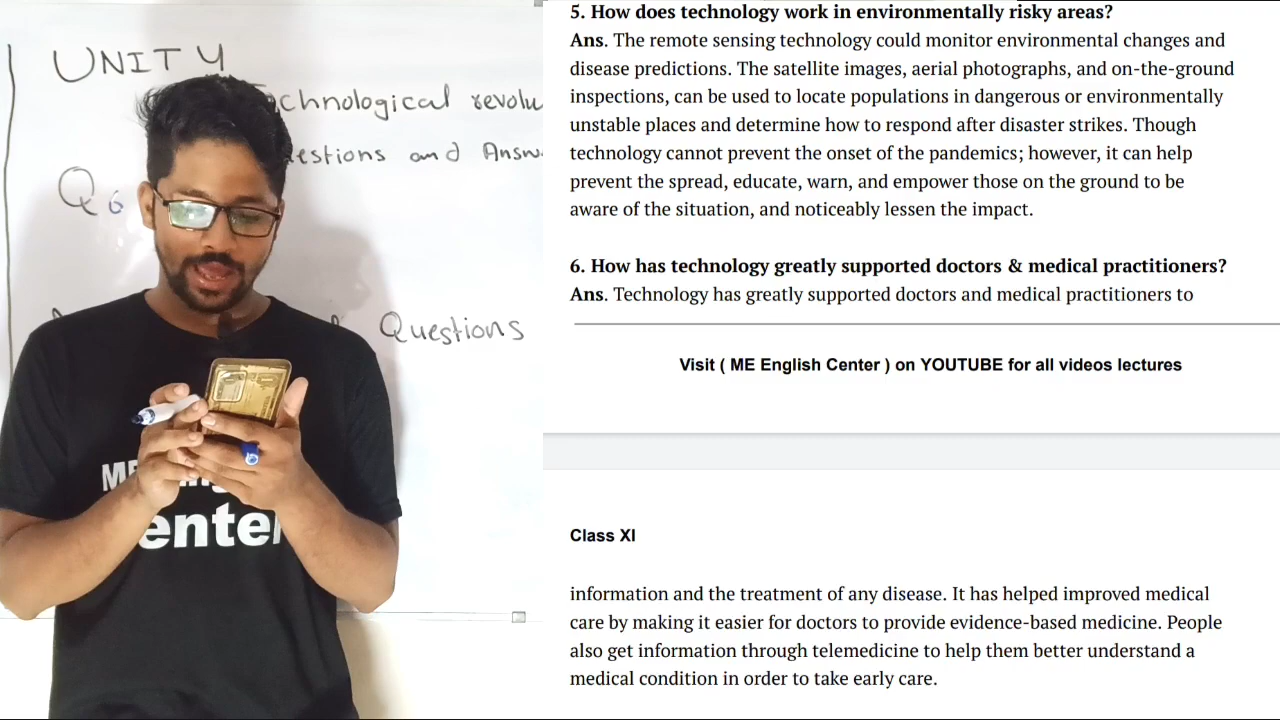 UNIT 4
chnological revolu
estions and Answ
Q6
Questions
ME
enter
5. How does technology work in environmentally risky areas?
Ans. The remote sensing technology could monitor environmental changes and
disease predictions. The satellite images, aerial photographs, and on-the-ground
inspections, can be used to locate populations in dangerous or environmentally
unstable places and determine how to respond after disaster strikes. Though
technology cannot prevent the onset of the pandemics; however, it can help
prevent the spread, educate, warn, and empower those on the ground to be
aware of the situation, and noticeably lessen the impact.
6. How has technology greatly supported doctors & medical practitioners?
Ans. Technology has greatly supported doctors and medical practitioners to
Visit ( ME English Center ) on YOUTUBE for all videos lectures
Class XI
information and the treatment of any disease. It has helped improved medical
care by making it easier for doctors to provide evidence-based medicine. People
also get information through telemedicine to help them better understand a
medical condition in order to take early care.